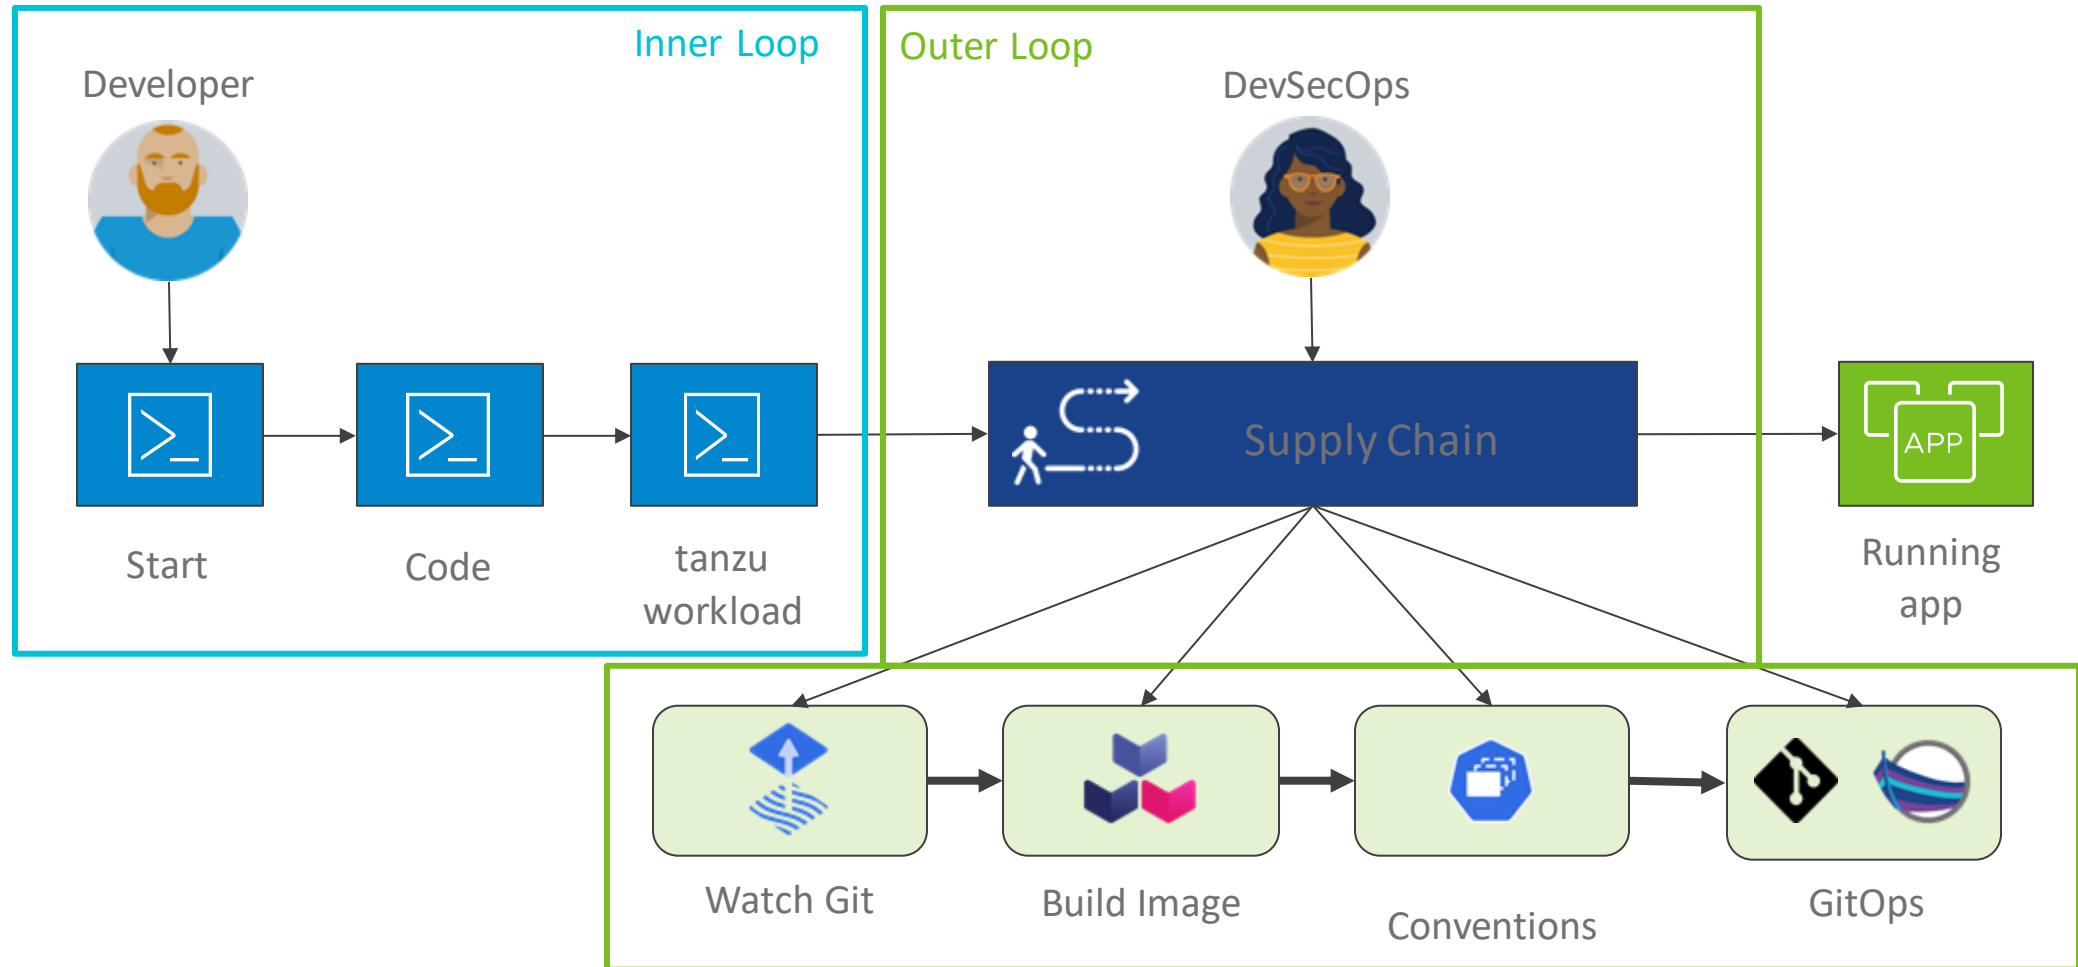 Inner Loop
Outer Loop
Developer
DevSecOps
Supply Chain
APP
Start
Code
tanzu
workload
Running
app
Watch Git
Build Image
Conventions
GitOps